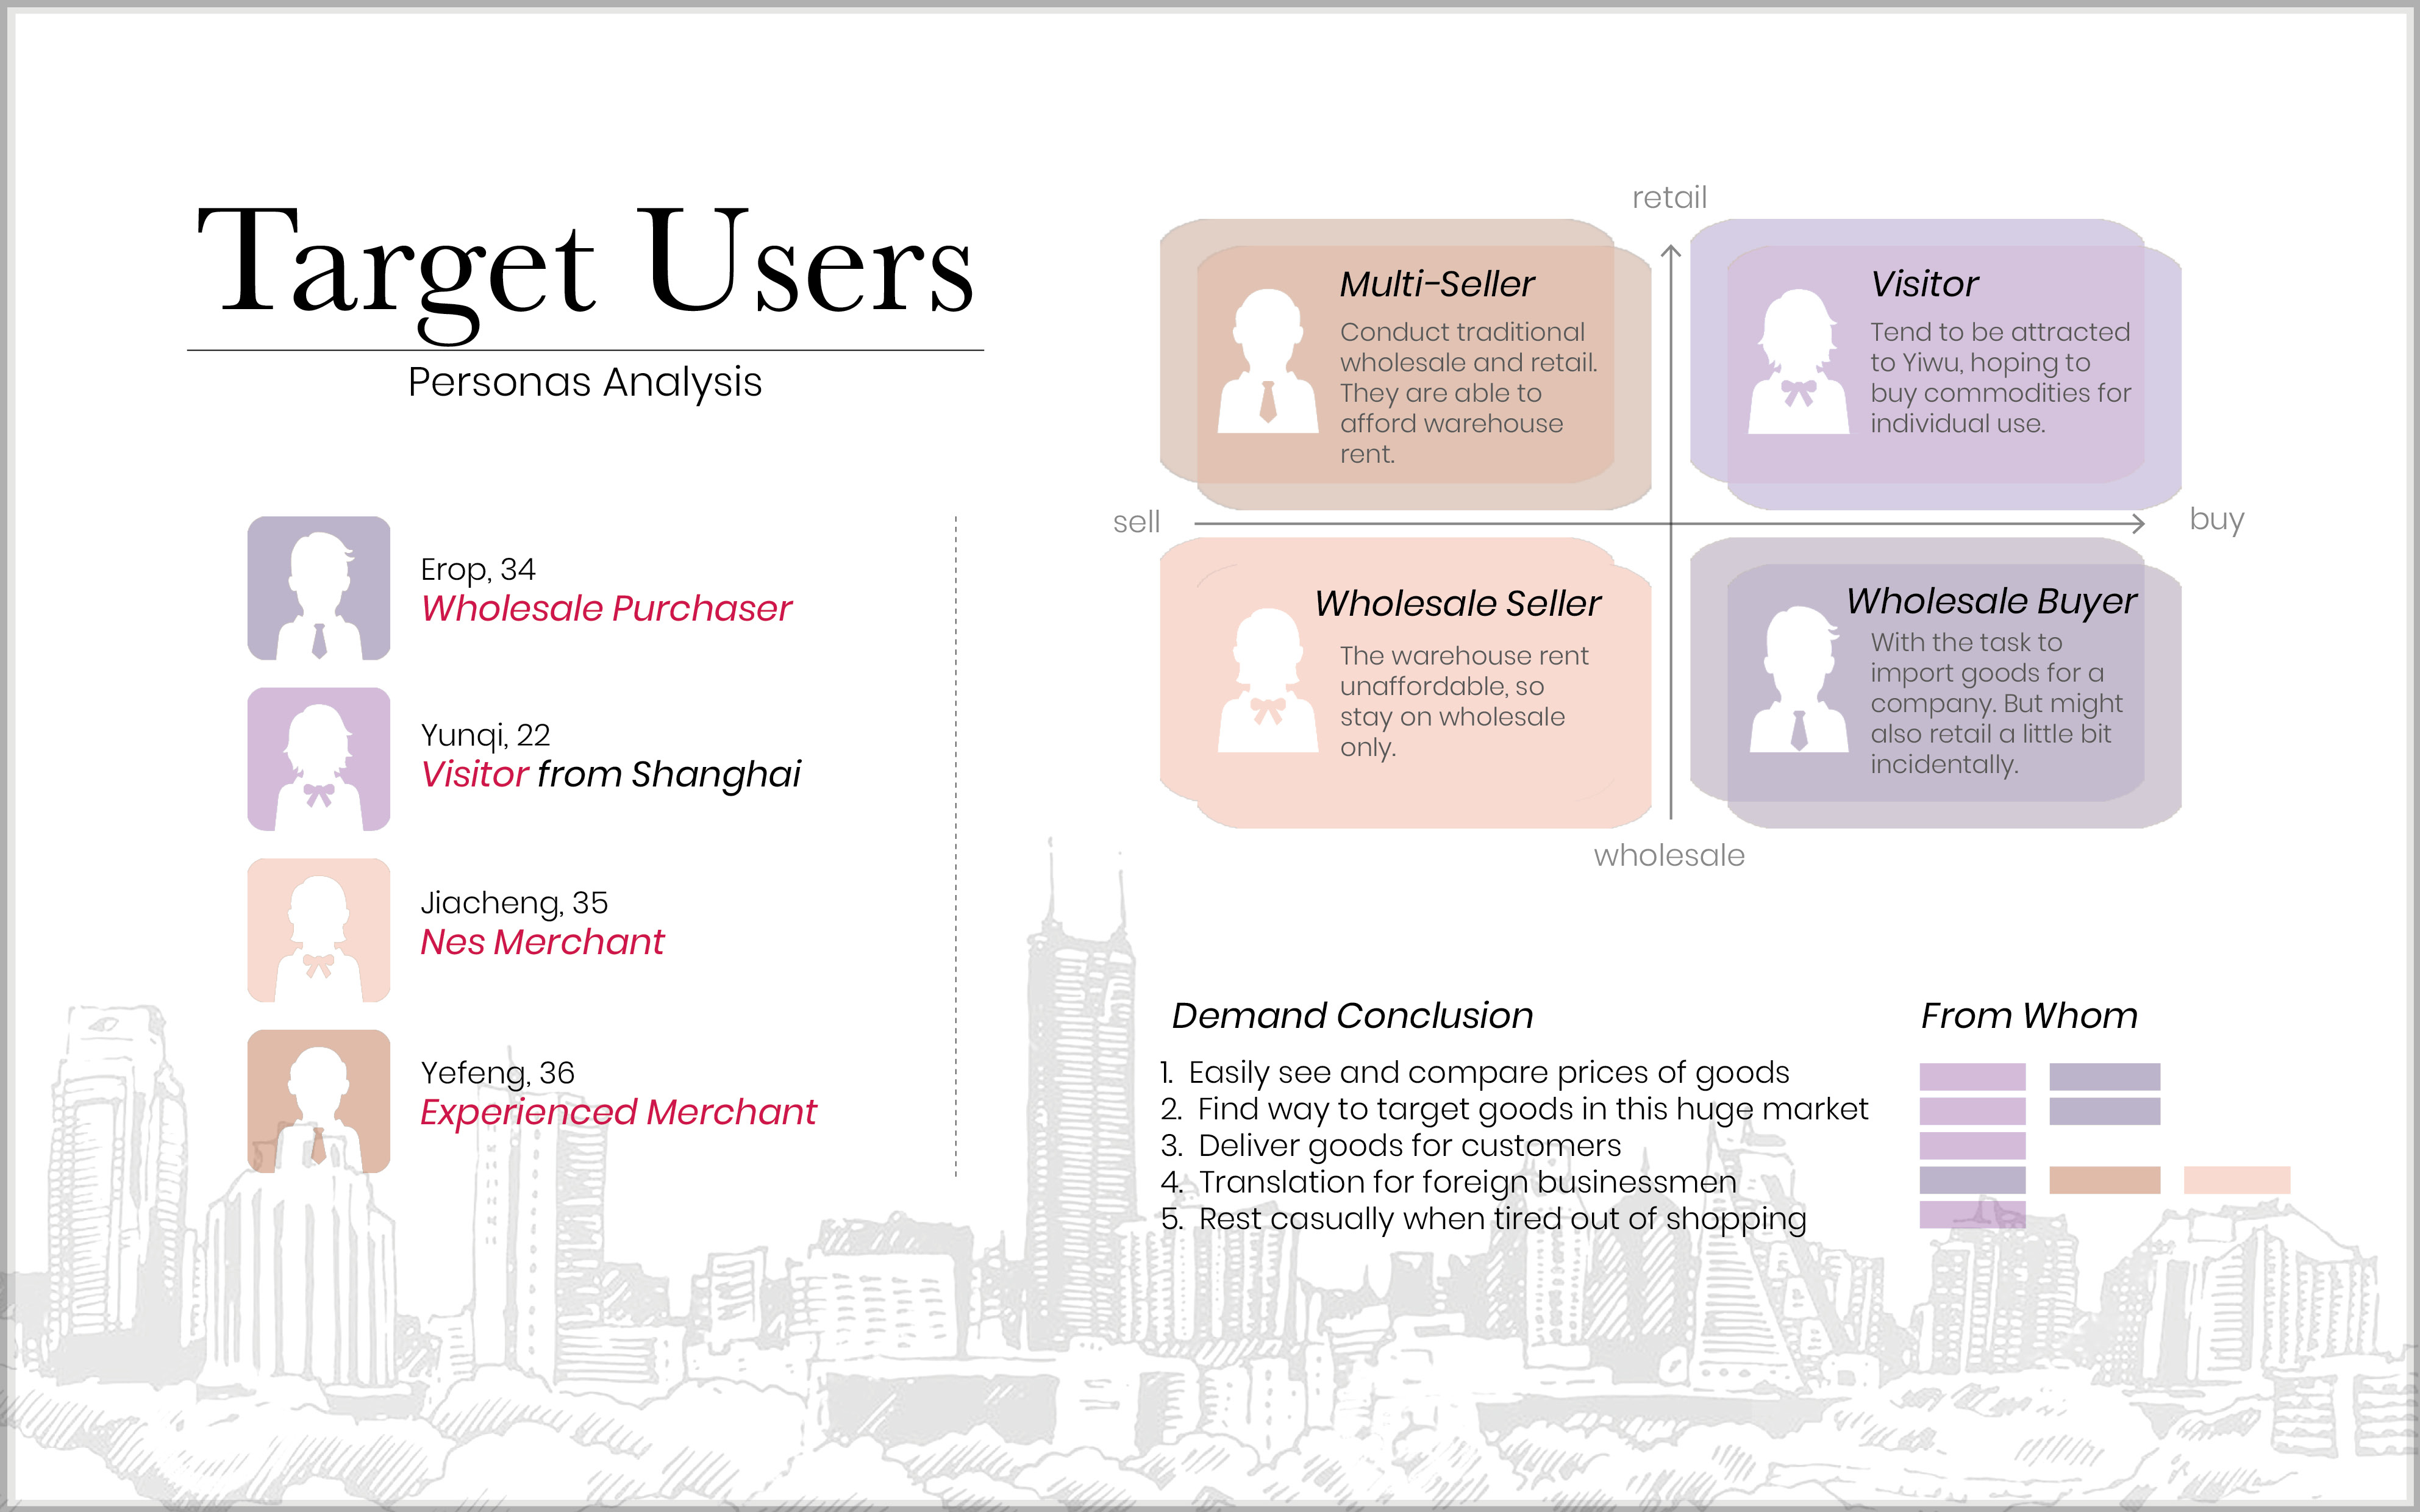 Target Users
Personas Analysis
Erop, 34
Wholesale Purchaser
Yunqi, 22
Visitor from Shanghai
Jiacheng, 35
Nes Merchant
Yefeng, 36
Experienced Merchant
retail
Multi-Seller
Conduct traditional
wholesale and retail.
They are able to
afford warehouse
rent.
Visitor
Tend to be attracted
to Yiwu, hoping to
buy commodities for
individual use.
sell
buy
Wholesale Seller
The warehouse rent
unaffordable, so
stay on wholesale
only.
Wholesale Buyer
With the task to
import goods for a
company. But might
also retail a little bit
incidentally.
wholesale
Demand Conclusion
1. Easily see and compare prices of goods
2. Find way to target goods in this huge market
3. Deliver goods for customers
4. Translation for foreign businessmen
5. Rest casually when tired out of shopping
From Whom